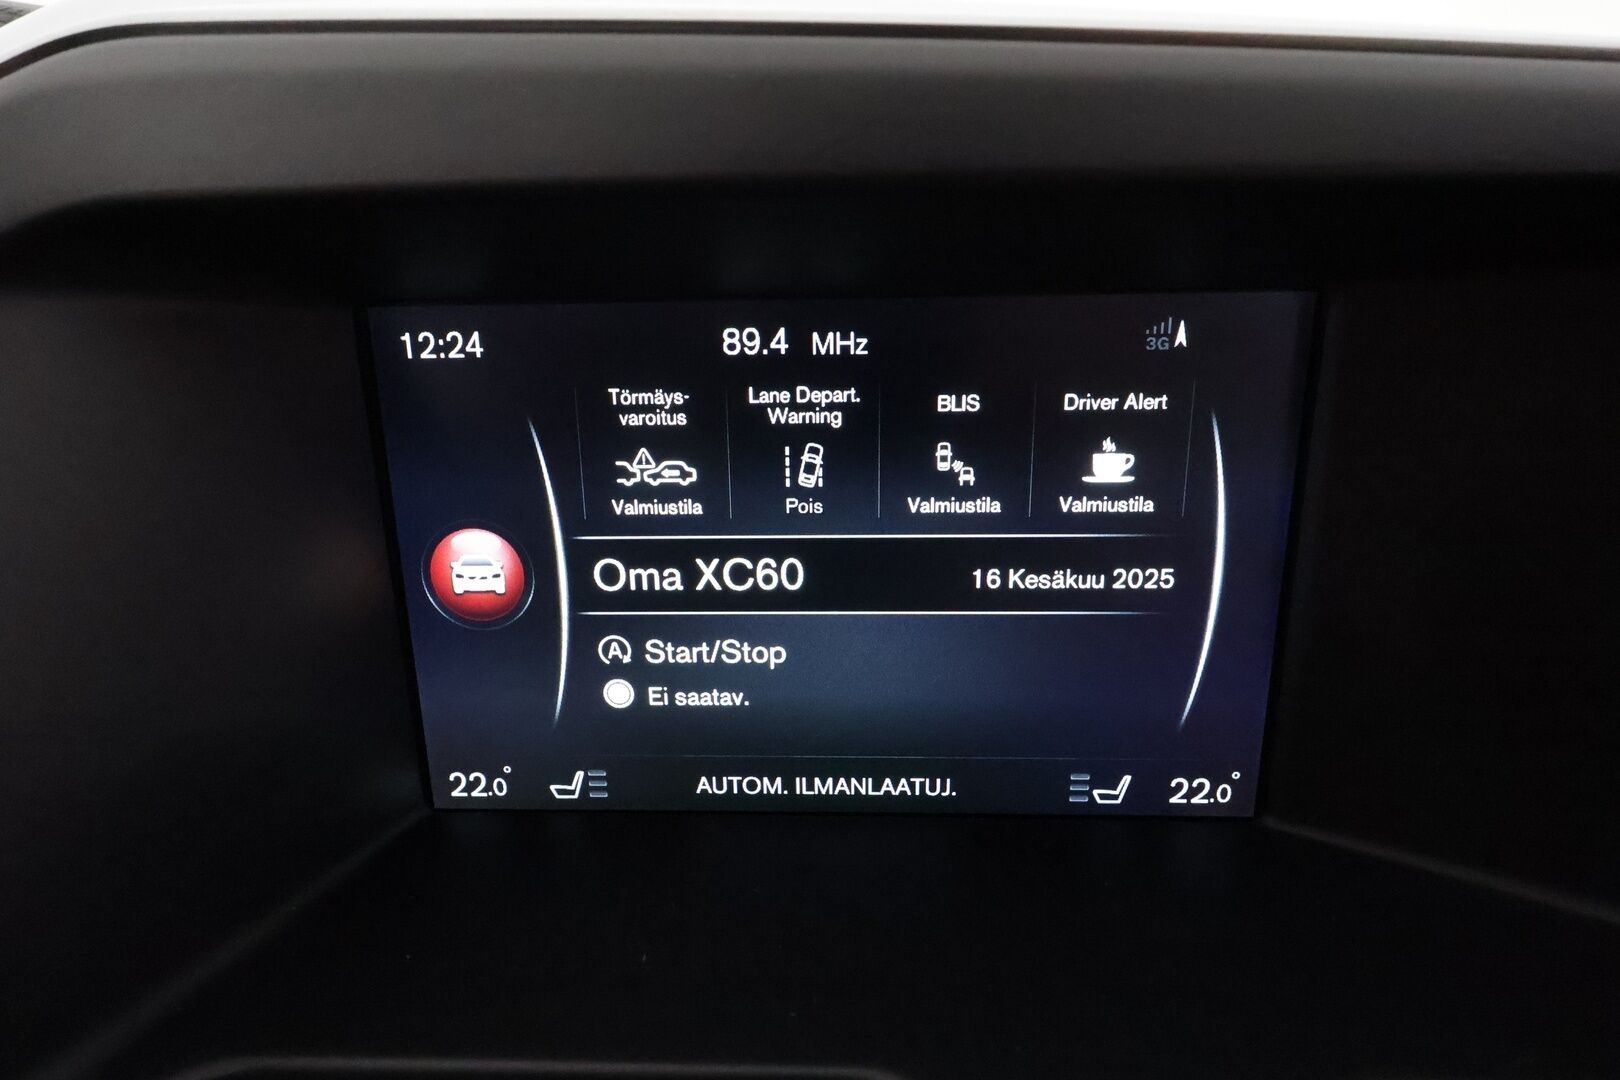 12:24 89.4 MHz 3G
Törmäys- Lane Depart. BLIS Driver Alert
varoitus Warning
Valmiustila Pois Valmiustila Valmiustila
Oma XC60 16 Kesäkuu 2025
A Start/Stop
Ei saatav.
22.0° AUTOM. ILMANLAATUJ. 22.0°